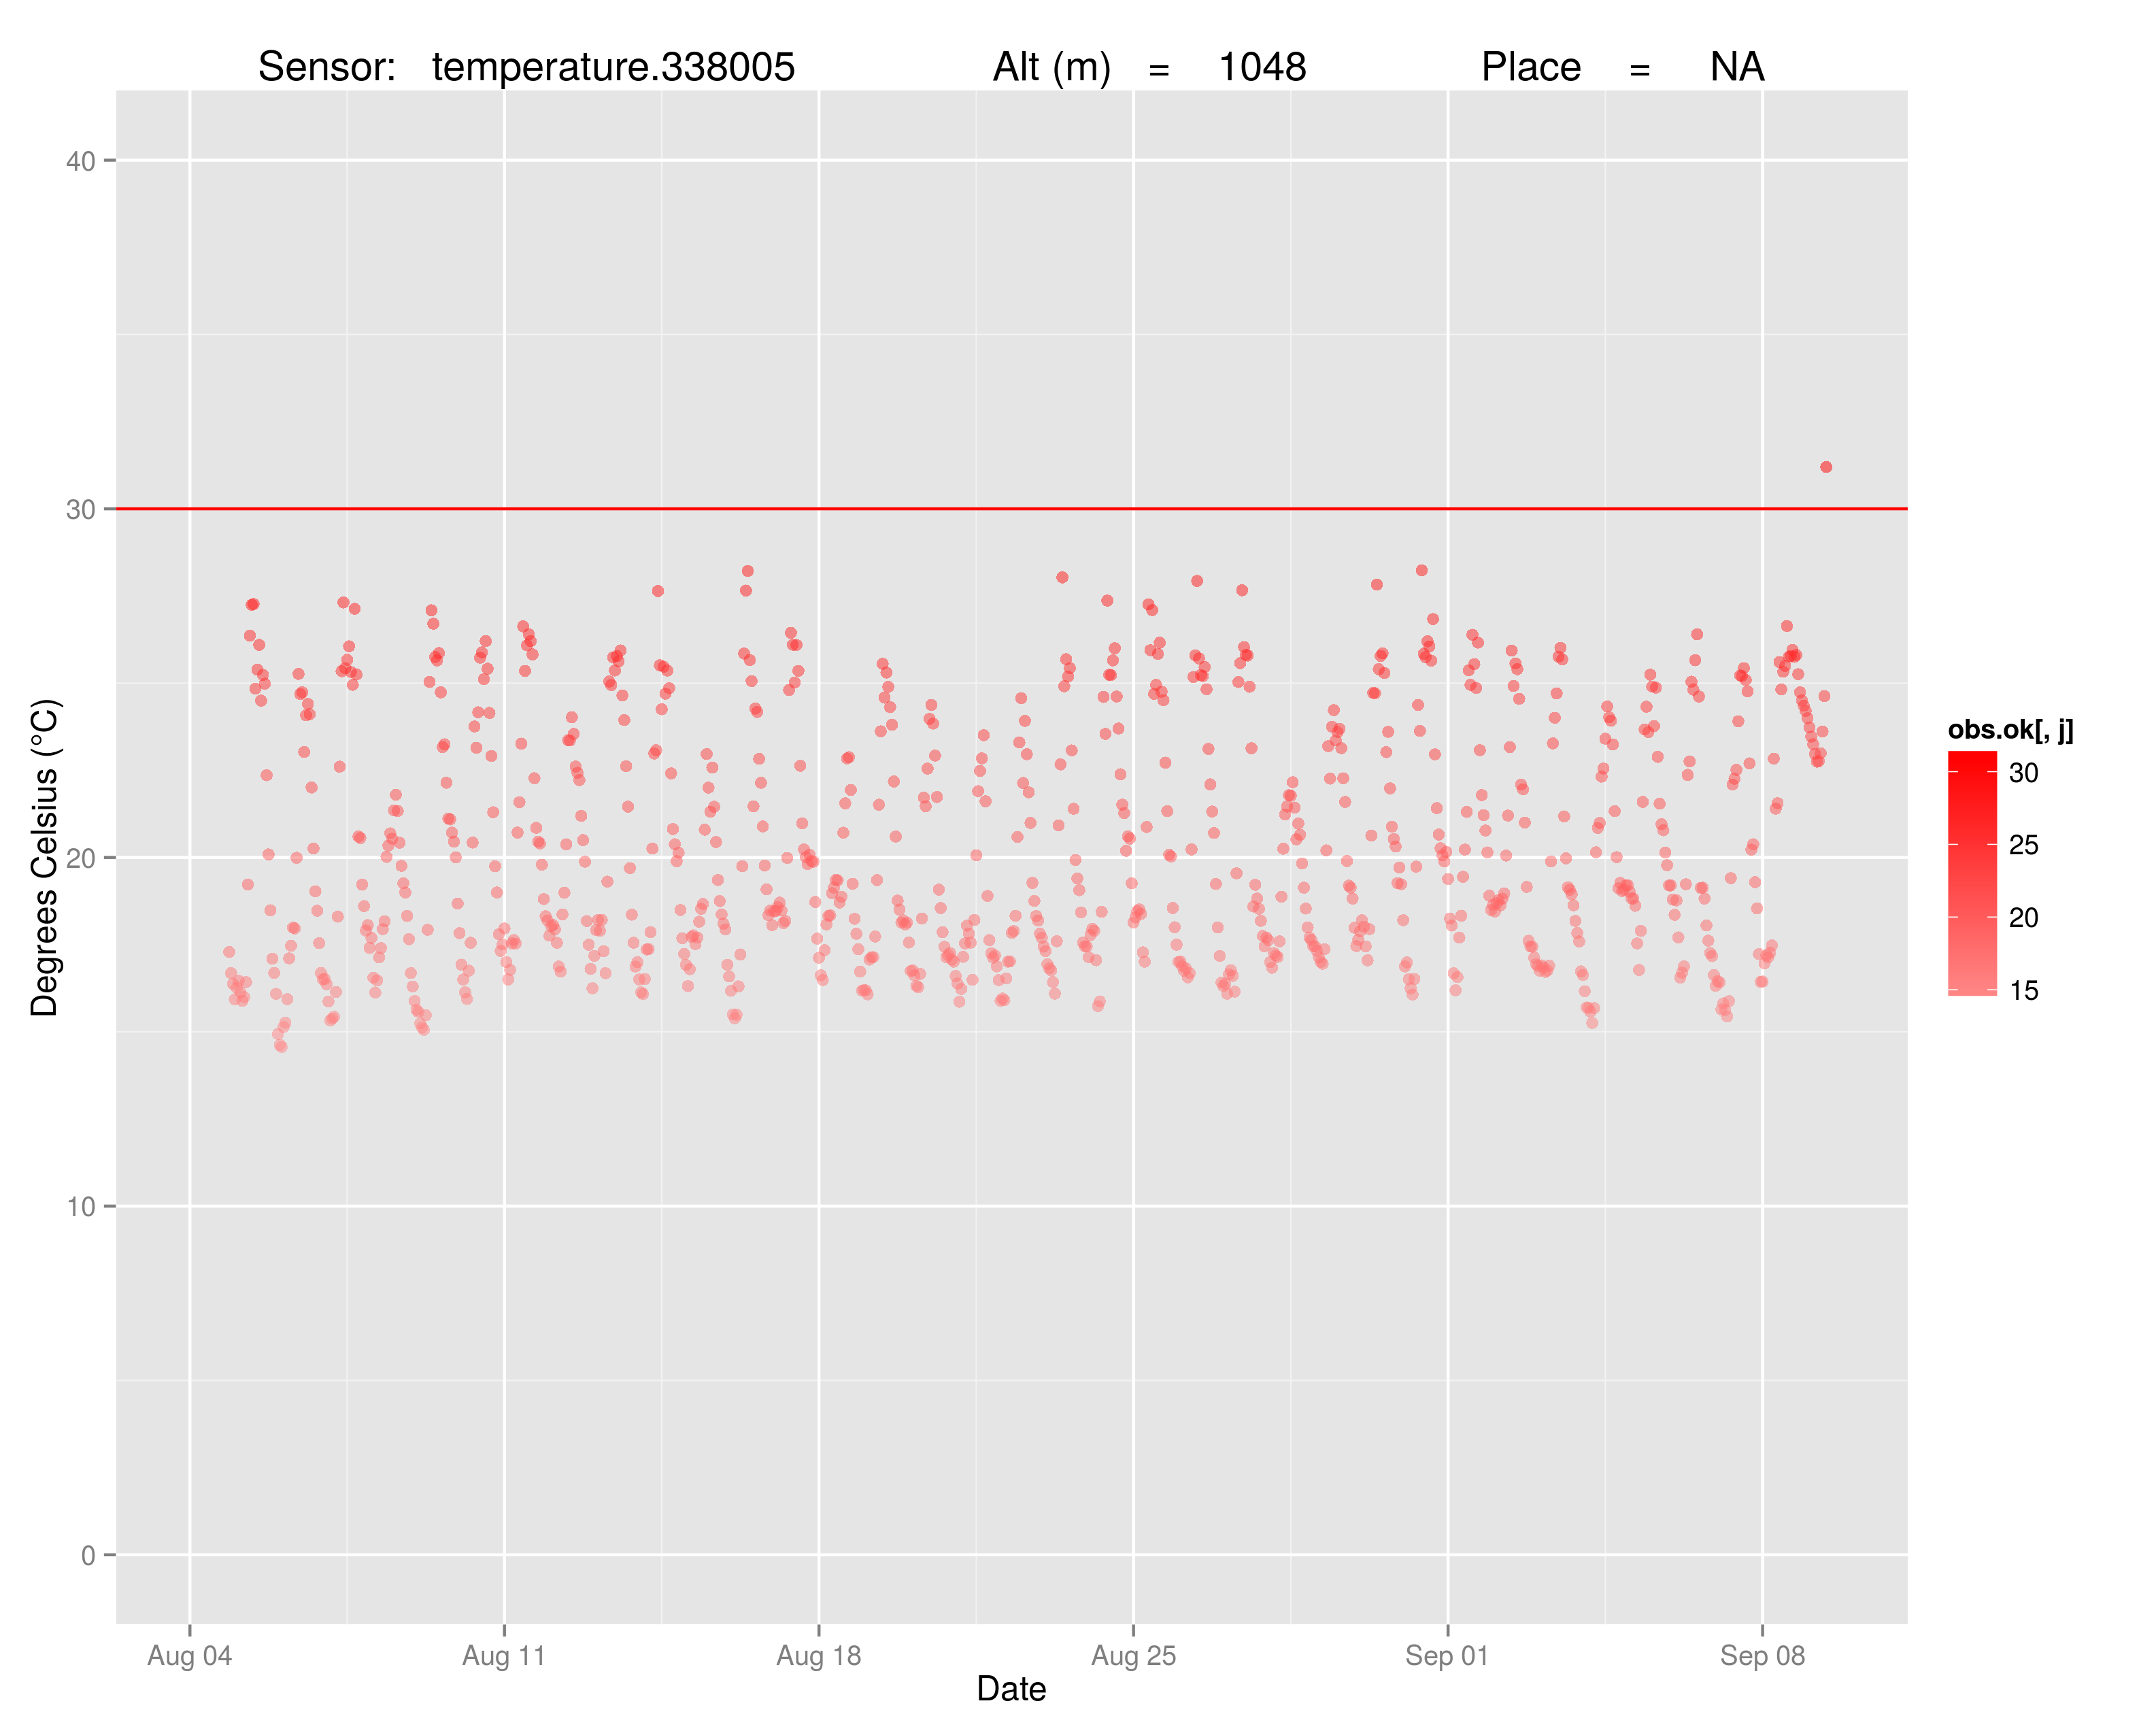 Sensor: temperature.338005 Alt (m) = 1048 Place = NA
40
30
20
10
0
Degrees Celsius (°C)
Aug 04 Aug 11 Aug 18 Aug 25 Sep 01 Sep 08
Date
obs.ok[, j]
30
25
20
15